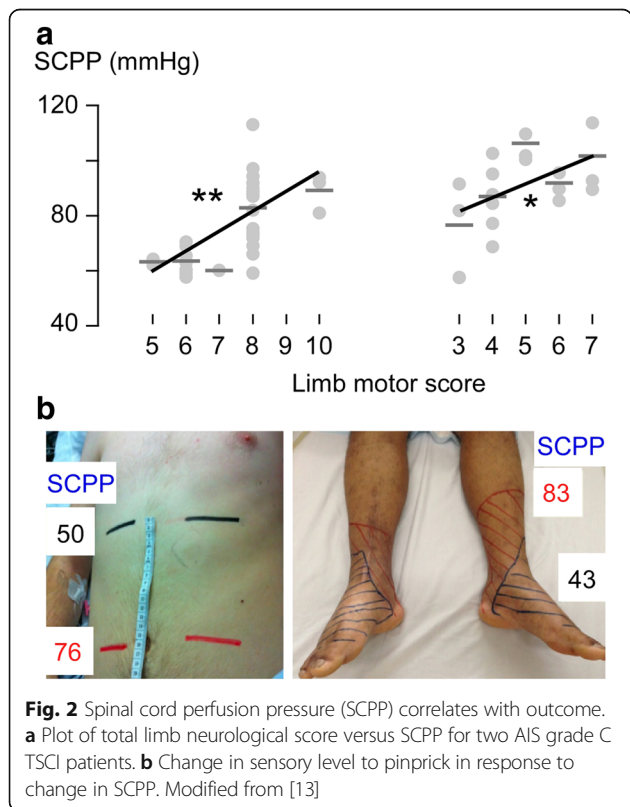 a
SCPP (mmHg)
120
80
40
**
*
5 6 7 8 9 10 3 4 5 6 7
Limb motor score
b
SCPP
50
76
SCPP
83
43
Fig. 2 Spinal cord perfusion pressure (SCPP) correlates with outcome.
a Plot of total limb neurological score versus SCPP for two AIS grade C
TSCI patients. b Change in sensory level to pinprick in response to
change in SCPP. Modified from [13]